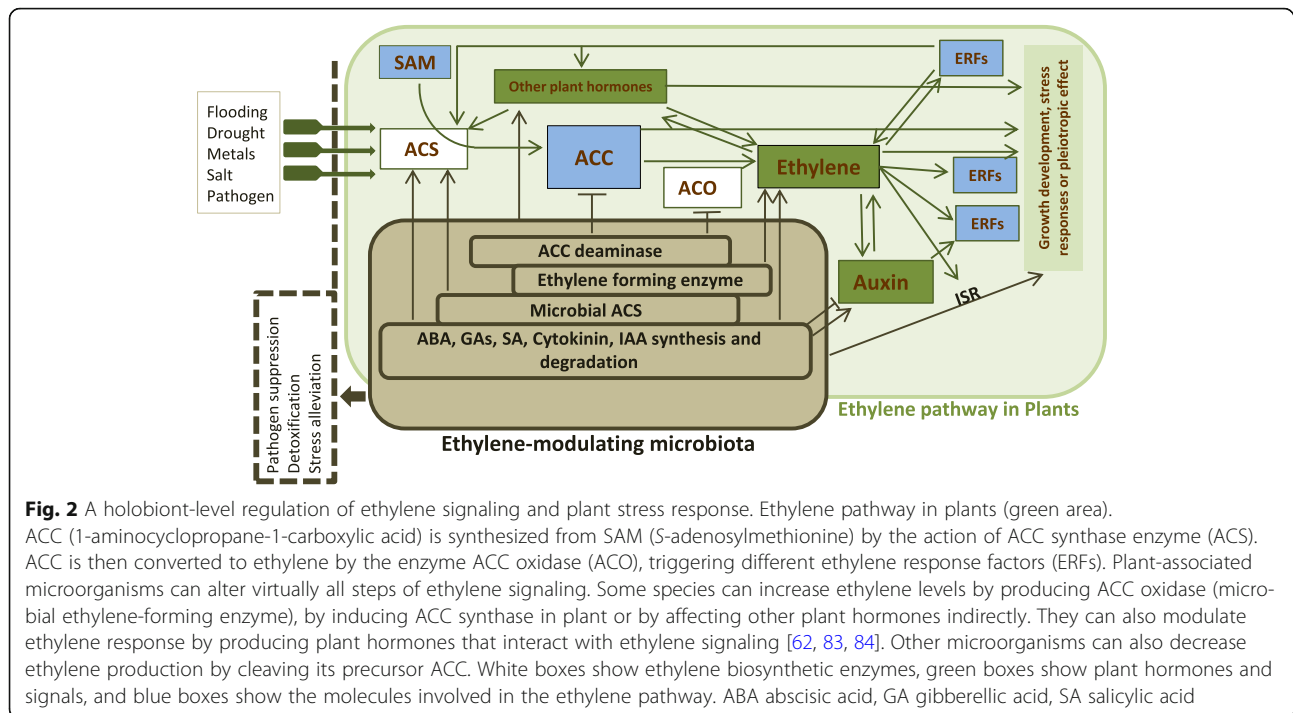 SAM
ERFs
Other plant hormones
Flooding
Drought
Metals
Salt
Pathogen
ACS
ACC
ACO
Ethylene
ERFs
ERFs
Growth development, stress
responses or pleiotropic effect
ACC deaminase
Ethylene forming enzyme
Microbial ACS
ABA, GAs, SA, Cytokinin, IAA synthesis and
degradation
Auxin
ISR
Pathogen suppression
Detoxification
Stress alleviation
Ethylene pathway in Plants
Ethylene-modulating microbiota
Fig. 2 A holobiont-level regulation of ethylene signaling and plant stress response. Ethylene pathway in plants (green area).
ACC (1-aminocyclopropane-1-carboxylic acid) is synthesized from SAM (S-adenosylmethionine) by the action of ACC synthase enzyme (ACS).
ACC is then converted to ethylene by the enzyme ACC oxidase (ACO), triggering different ethylene response factors (ERFs). Plant-associated
microorganisms can alter virtually all steps of ethylene signaling. Some species can increase ethylene levels by producing ACC oxidase (micro-
bial ethylene-forming enzyme), by inducing ACC synthase in plant or by affecting other plant hormones indirectly. They can also modulate
ethylene response by producing plant hormones that interact with ethylene signaling [62, 83, 84]. Other microorganisms can also decrease
ethylene production by cleaving its precursor ACC. White boxes show ethylene biosynthetic enzymes, green boxes show plant hormones and
signals, and blue boxes show the molecules involved in the ethylene pathway. ABA abscisic acid, GA gibberellic acid, SA salicylic acid